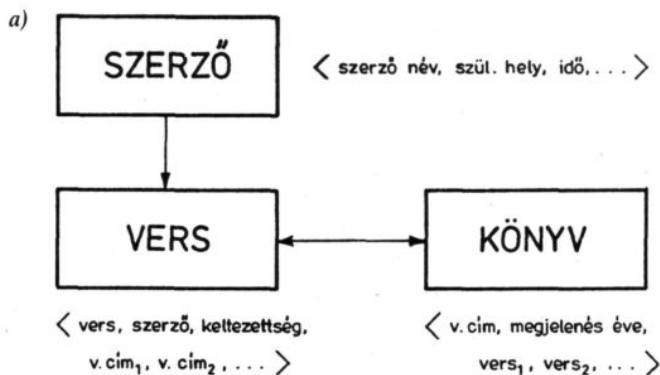 a)
SZERZŐ
< szerző név, szül. hely, idő, . . . >
VERS
KÖNYV
< vers, szerző, keltezettség,
v. cím₁, v. cím₂ , . . . >
< v. cím, megjelenés éve,
vers₁ , vers₂ , . . . >